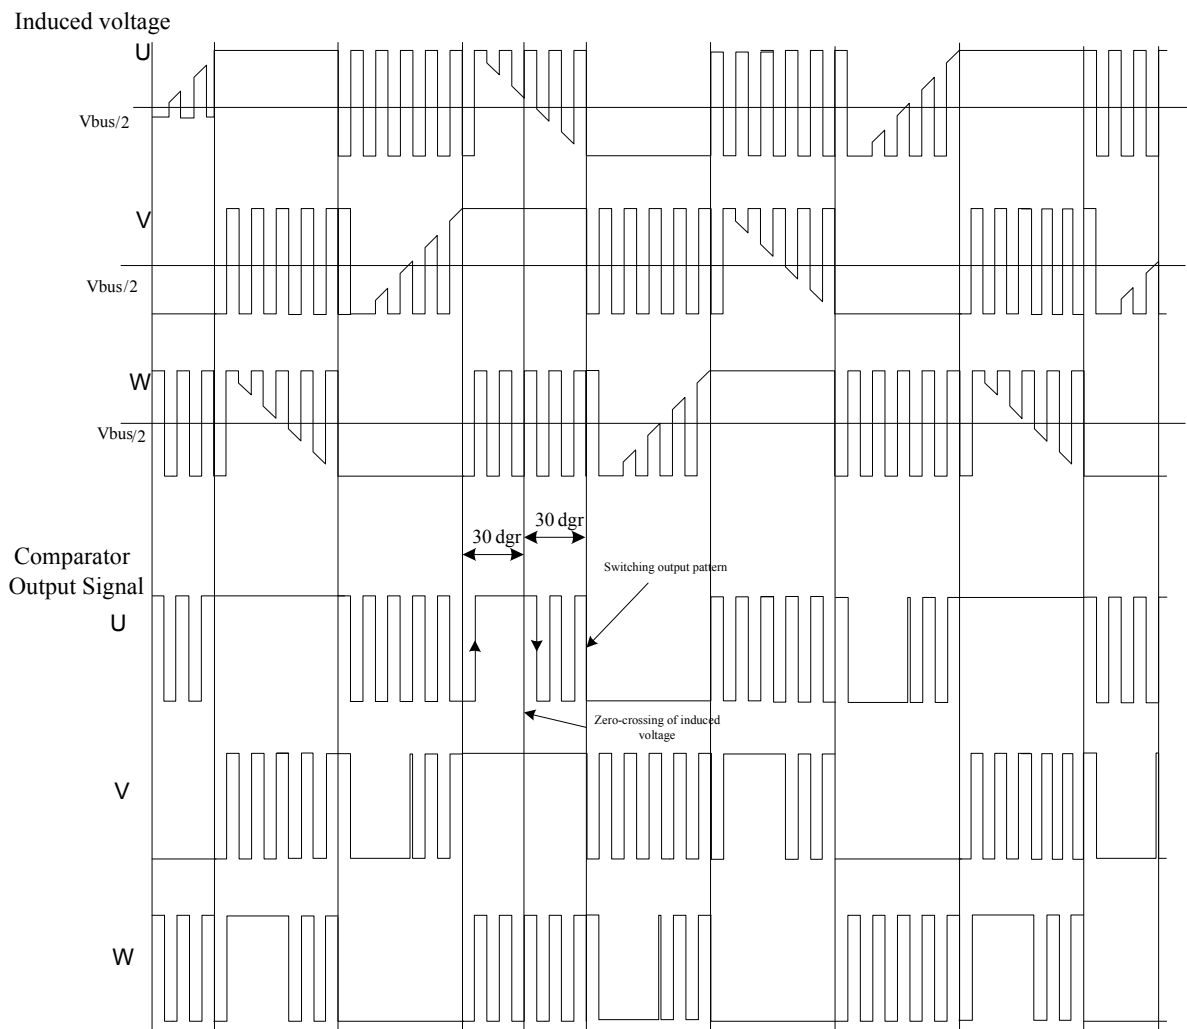 Induced voltage
U
Vbus/2
V
Vbus/2
W
Vbus/2
30 dgr
30 dgr
Comparator
Output Signal
Switching output pattern
U
Zero-crossing of induced
voltage
V
W